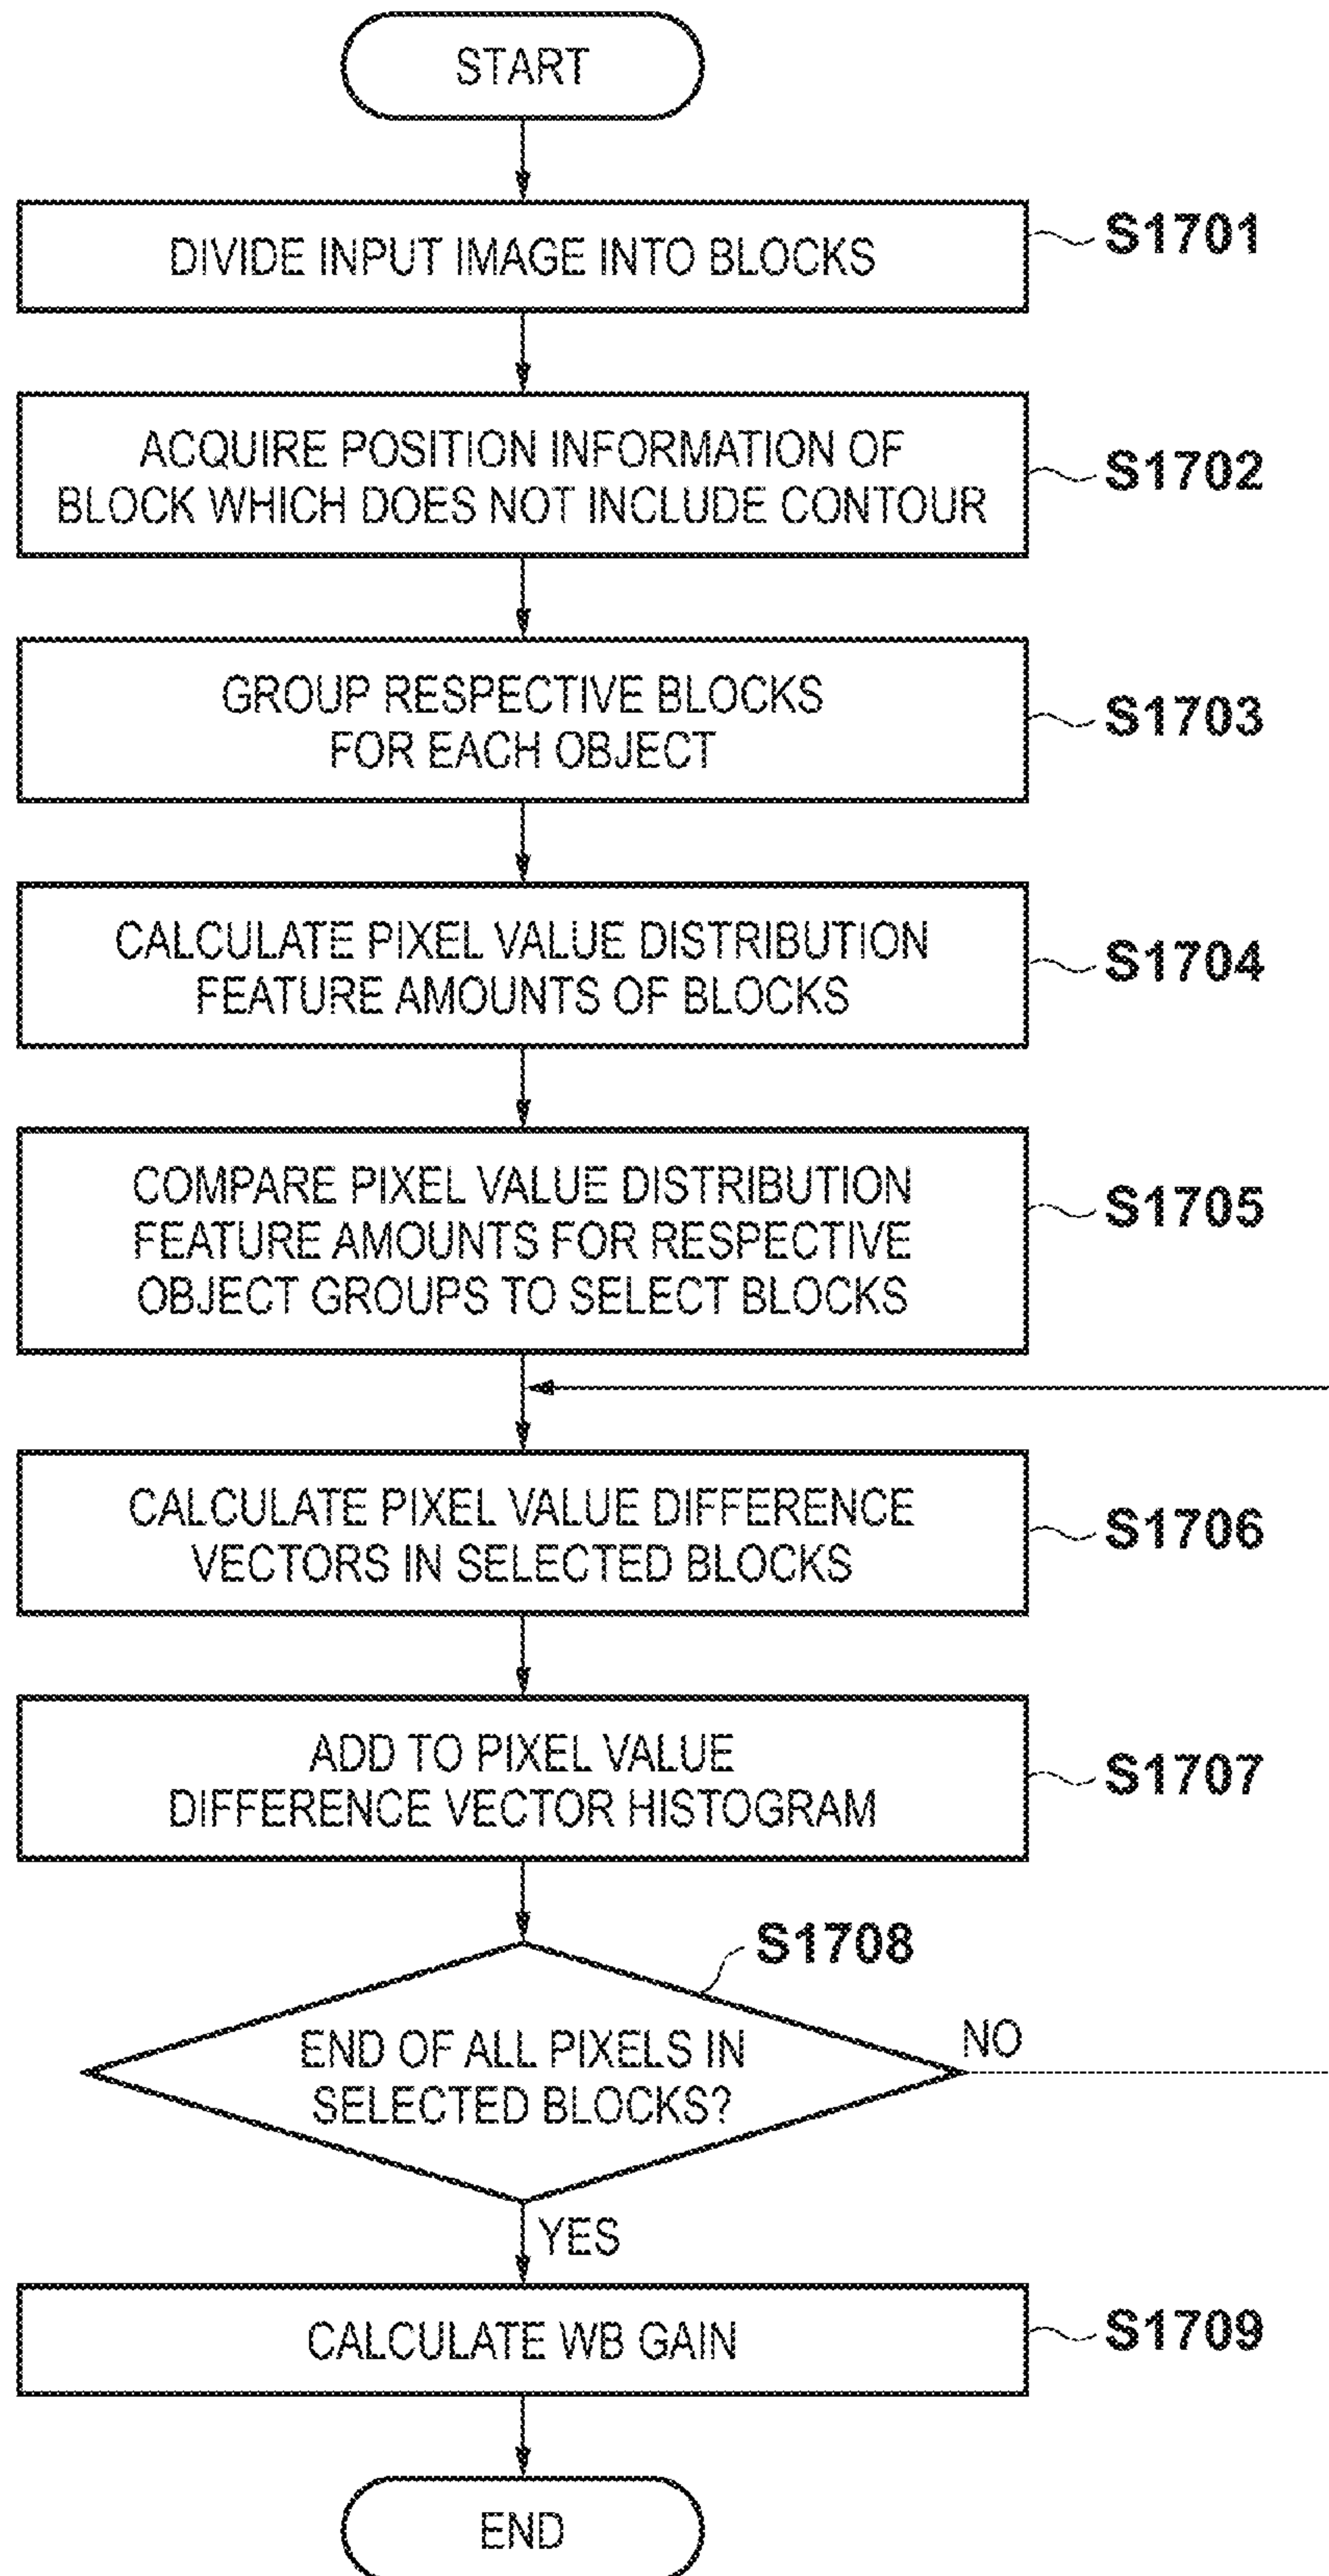 START
DIVIDE INPUT IMAGE INTO BLOCKS
S1701
ACQUIRE POSITION INFORMATION OF
BLOCK WHICH DOES NOT INCLUDE CONTOUR
S1702
GROUP RESPECTIVE BLOCKS
FOR EACH OBJECT
S1703
CALCULATE PIXEL VALUE DISTRIBUTION
FEATURE AMOUNTS OF BLOCKS
S1704
COMPARE PIXEL VALUE DISTRIBUTION
FEATURE AMOUNTS FOR RESPECTIVE
OBJECT GROUPS TO SELECT BLOCKS
S1705
CALCULATE PIXEL VALUE DIFFERENCE
VECTORS IN SELECTED BLOCKS
S1706
ADD TO PIXEL VALUE
DIFFERENCE VECTOR HISTOGRAM
S1707
S1708
END OF ALL PIXELS IN
SELECTED BLOCKS?
NO
YES
CALCULATE WB GAIN
S1709
END